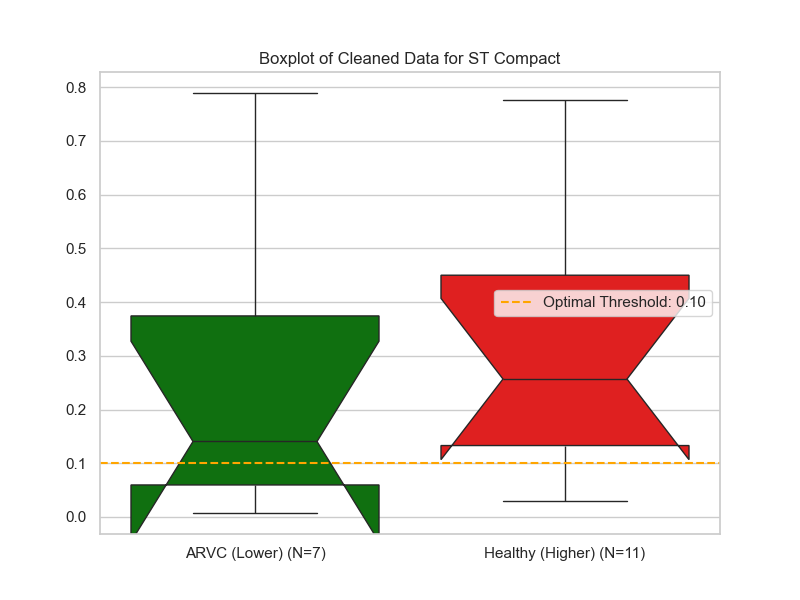 Boxplot of Cleaned Data for ST Compact
0.8
0.7
0.6
0.5
0.4
0.3
0.2
0.1
0.0
Optimal Threshold: 0.10
ARVC (Lower) (N=7)
Healthy (Higher) (N=11)